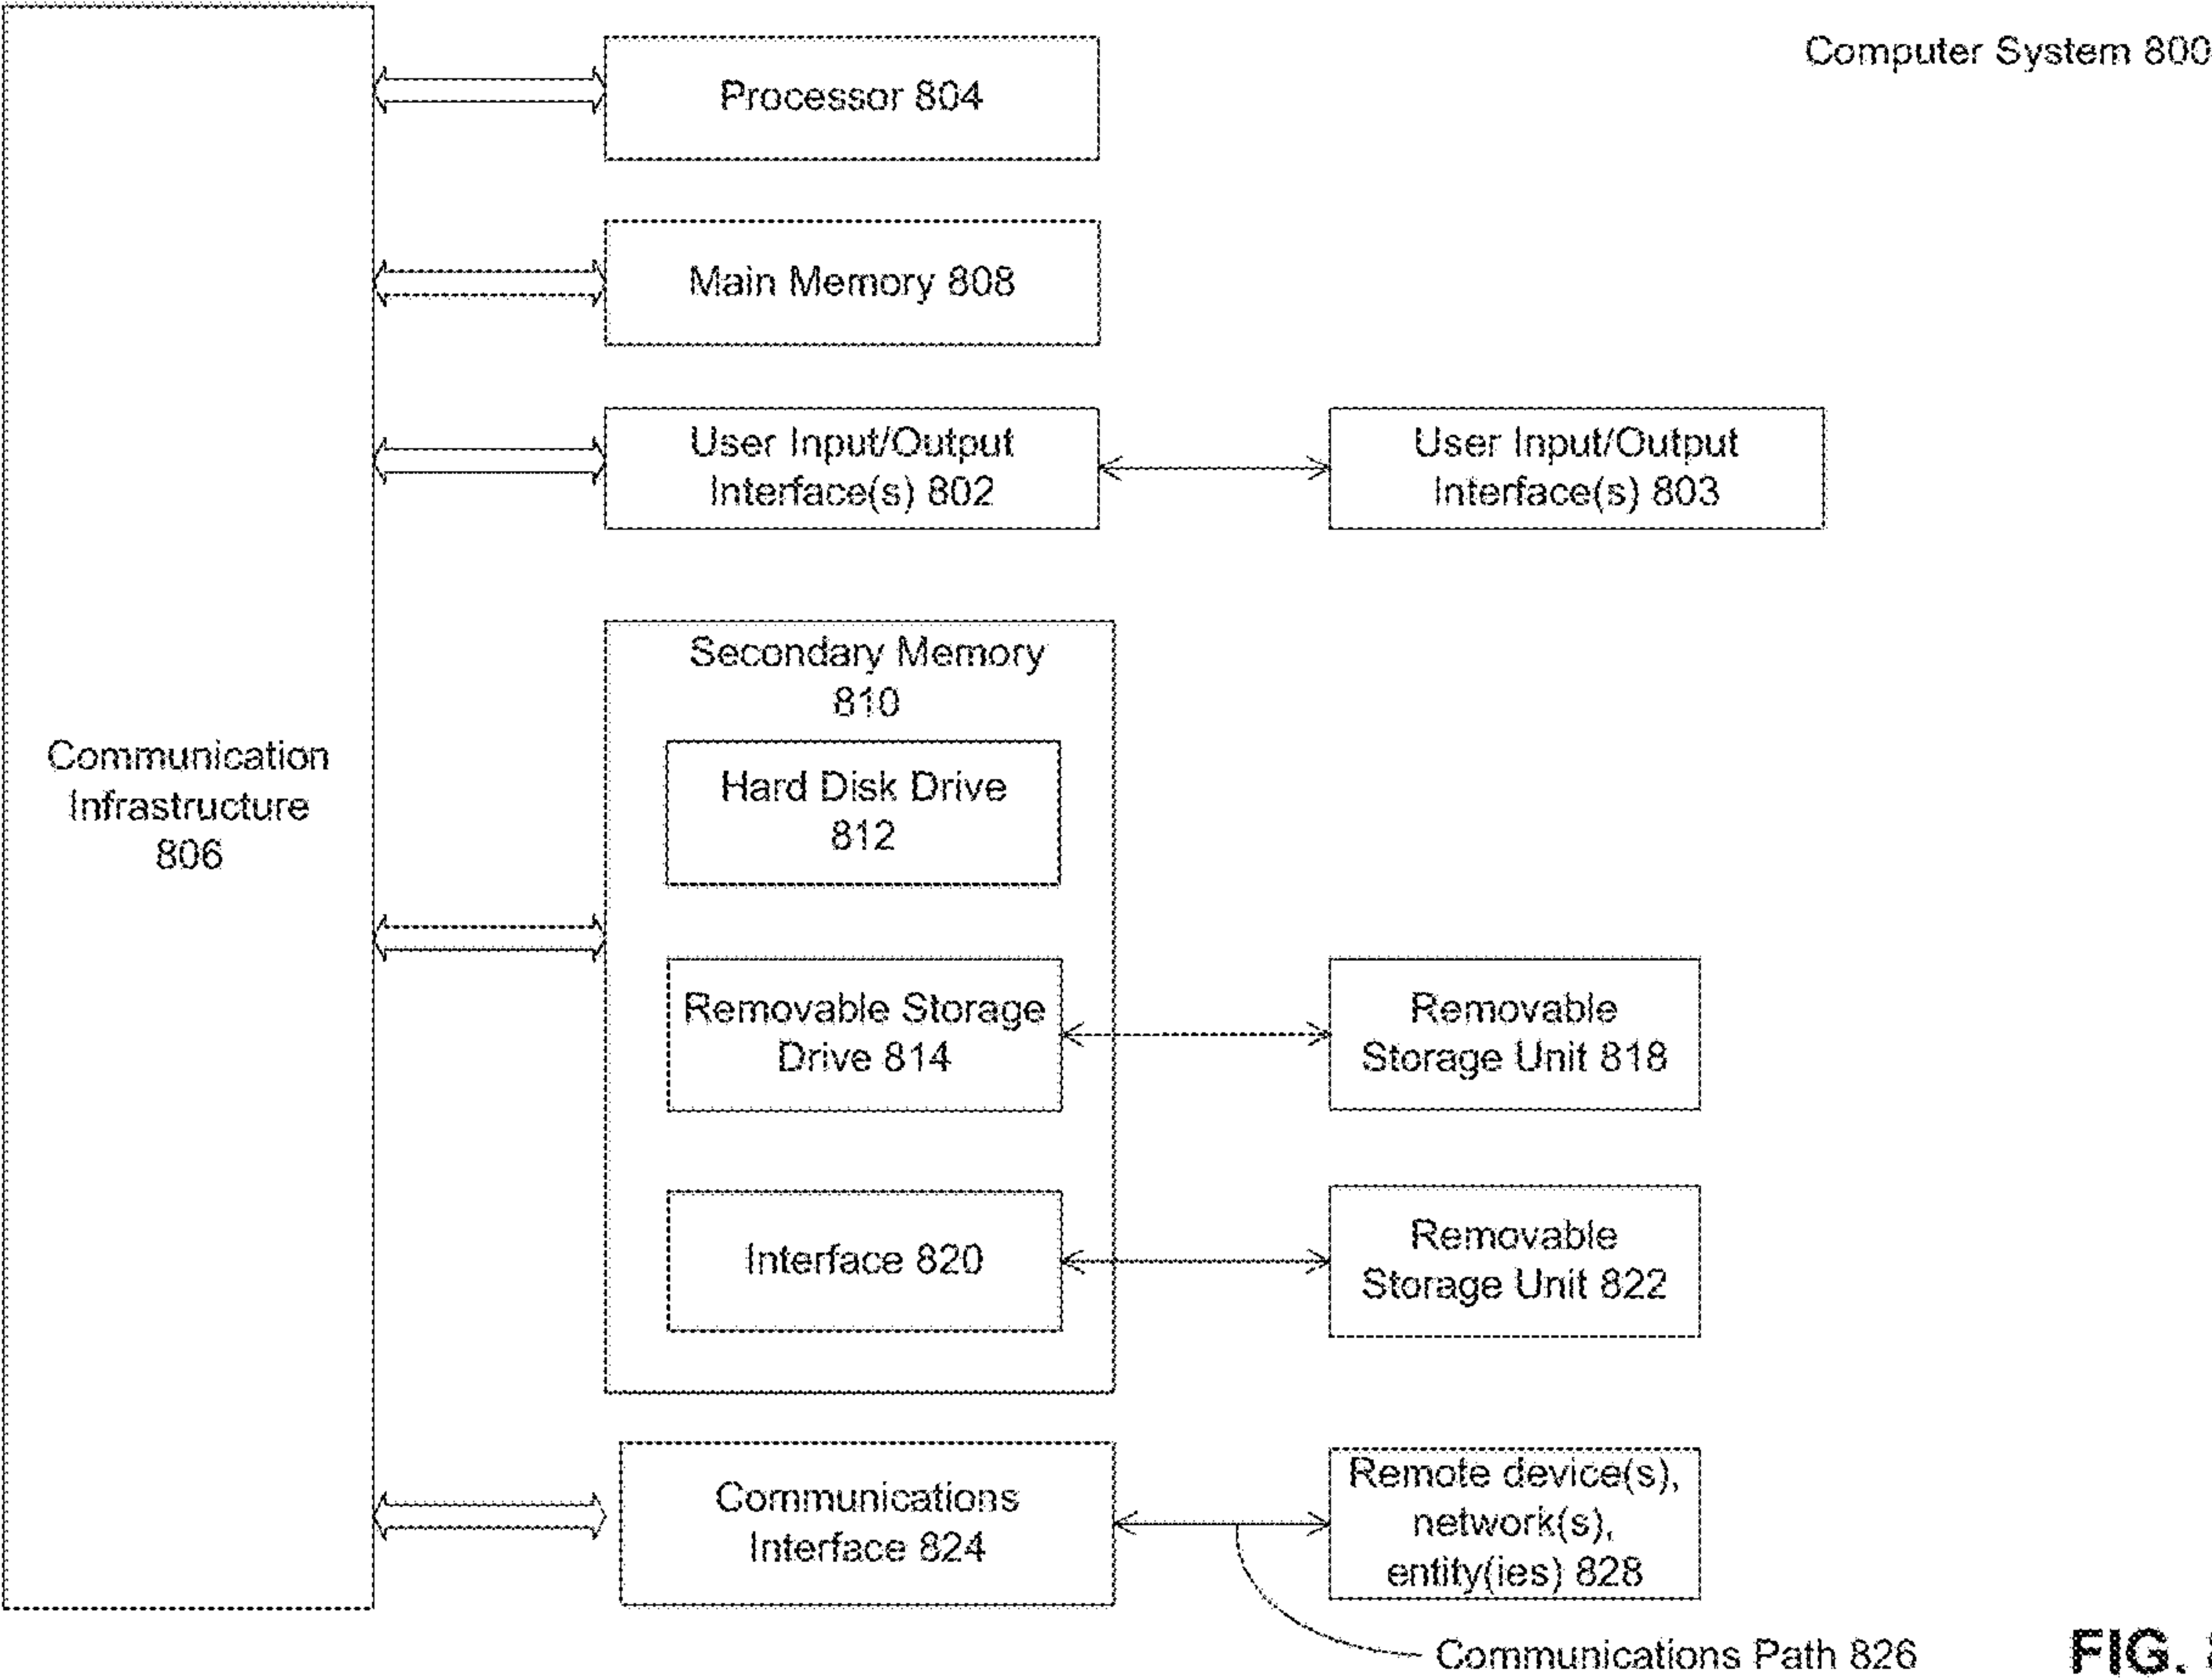 Computer System 800
Processor 804
Main Memory 808
User Input/Output
Interface(s) 802
User Input/Output
Interface(s) 803
Communication
Infrastructure
806
Secondary Memory
810
Hard Disk Drive
812
Removable Storage
Drive 814
Removable
Storage Unit 818
Interface 820
Removable
Storage Unit 822
Communications
Interface 824
Remote device(s),
network(s),
entity(ies) 828
Communications Path 826
FIG.